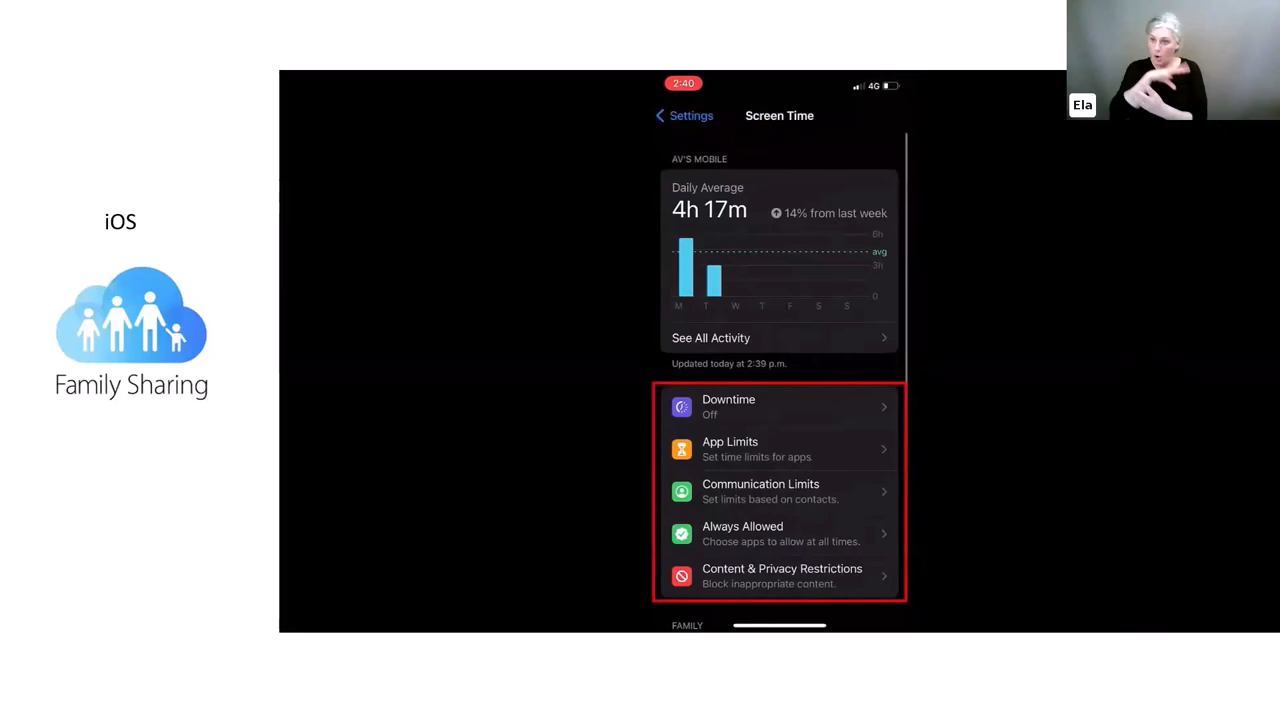 Ela
2:40
4G
Settings
Screen Time
AV'S MOBILE
Daily Average
4h 17m
14% from last week
6h
avg
3h
0
M T W T F S S
See All Activity
Updated today at 2:39 p.m.
Downtime
Off
App Limits
Set time limits for apps
Communication Limits
Set limits based on contacts.
Always Allowed
Choose apps to allow at all times.
Content & Privacy Restrictions
Block inappropriate content.
FAMILY
iOS
Family Sharing